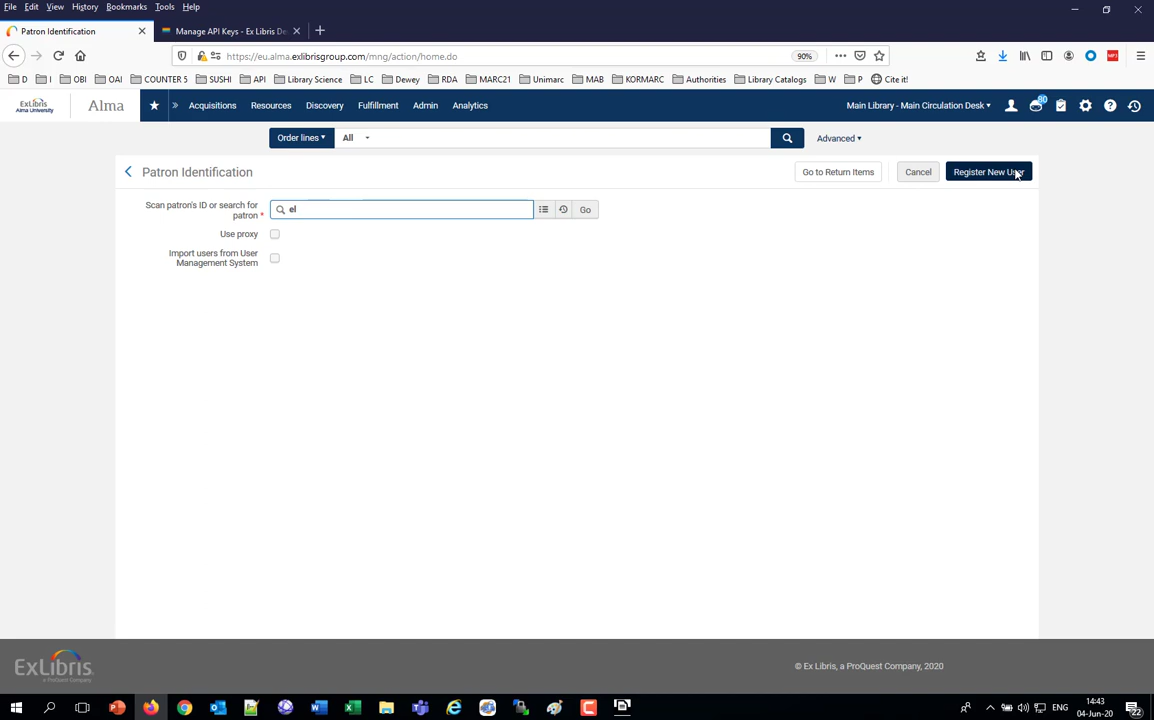 File Edit View History Bookmarks Tools Help
Patron Identification
Manage API Keys - Ex Libris De
https://eu.alma.exlibrisgroup.com/mng/action/home.do
90%
D I OBI OAI COUNTER 5 SUSHI API Library Science LC Dewey RDA MARC21 Unimarc MAB KORMARC Authorities Library Catalogs W P Cite it!
ExLibris
Alma University
Alma
Acquisitions Resources Discovery Fulfillment Admin Analytics
Main Library - Main Circulation Desk
Order lines All Advanced
Patron Identification
Go to Return Items Cancel Register New User
Scan patron's ID or search for
patron *
el
Go
Use proxy
Import users from User
Management System
ExLibris
a ProQuest Company
© Ex Libris, a ProQuest Company, 2020
ENG
14:43
04-Jun-20
22